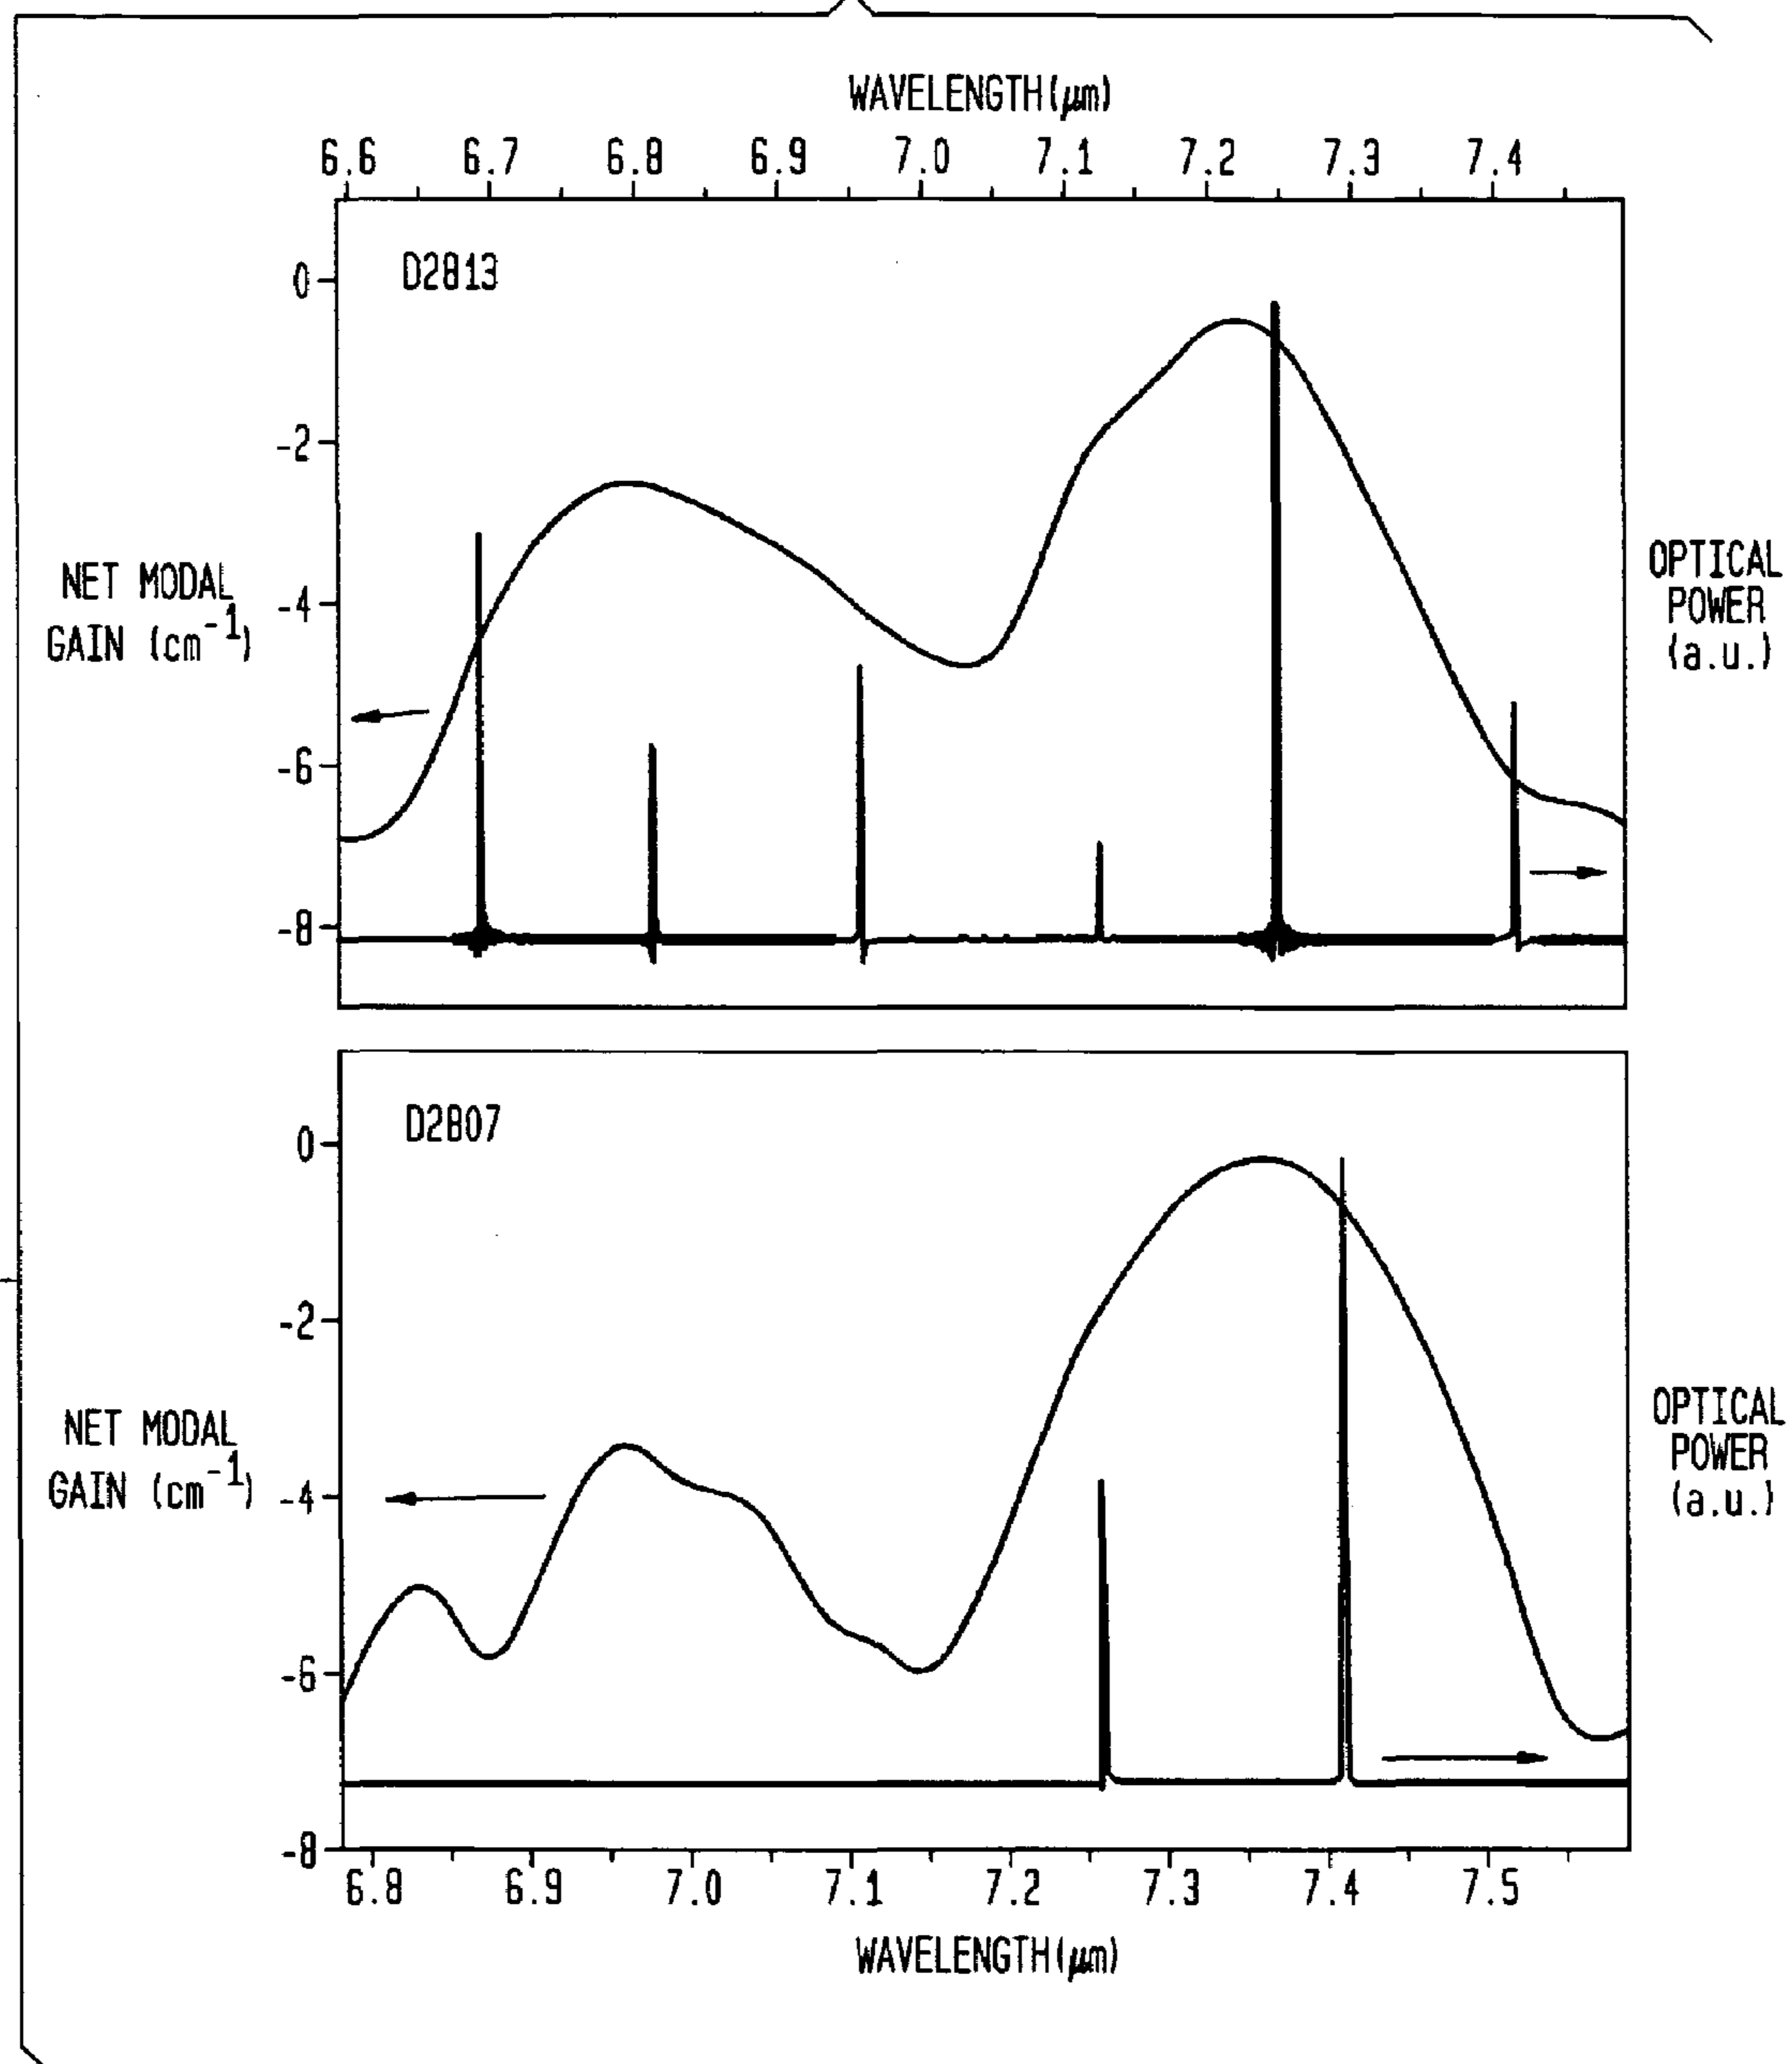 WAVELENGTH(μm)
6.6 6.7 6.8 6.9 7.0 7.1 7.2 7.3 7.4
D2813
0
-2
-4
-6
-8
NET MODAL
GAIN (cm⁻¹)
OPTICAL
POWER
(a.u.)
D2807
0
-2
-4
-6
-8
NET MODAL
GAIN (cm⁻¹)
OPTICAL
POWER
(a.u.)
6.8 6.9 7.0 7.1 7.2 7.3 7.4 7.5
WAVELENGTH(μm)